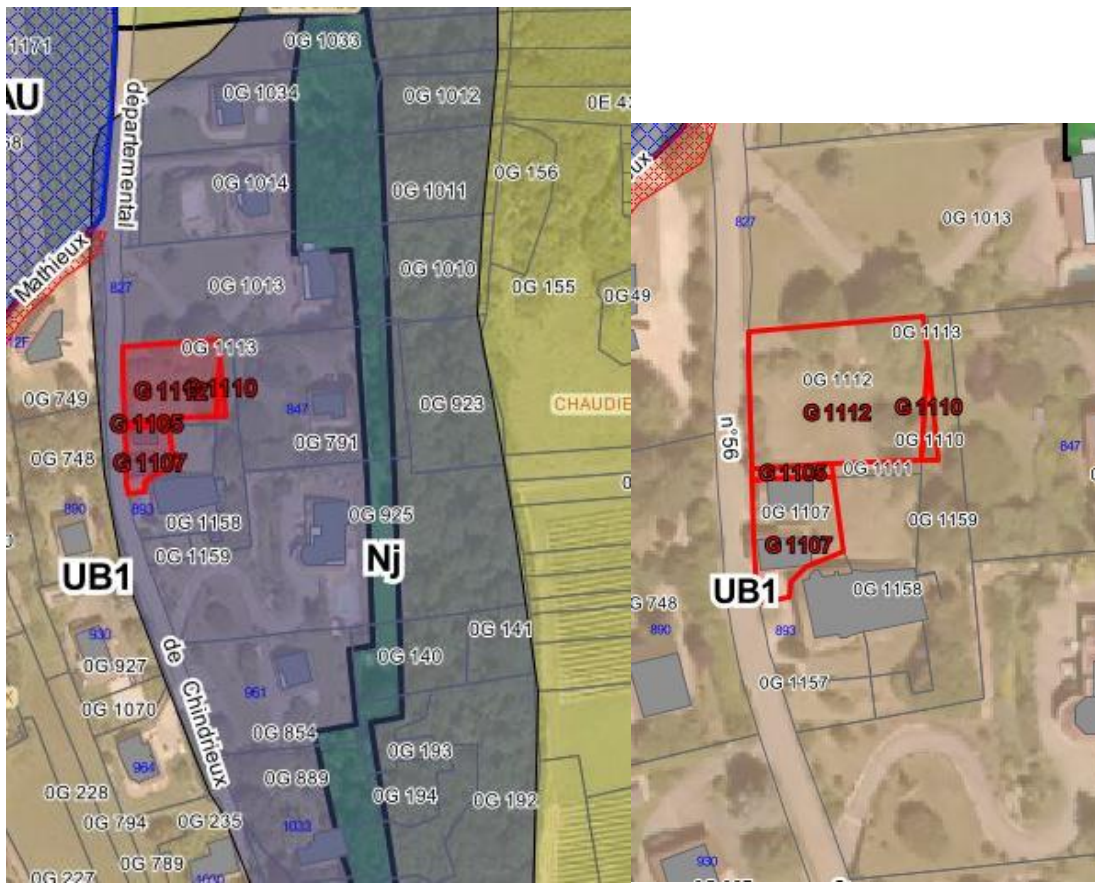 1171
AU
68
départemental
Mathieux
0G 1033
0G 1034
0G 1012
0E 43
0G 1014
0G 156
0G 1011
827
0G 1013
0G 1010
0G 155
0G 49
0G 1113
G 1112
G 1110
0G 749
G 1105
847
0G 923
CHAUDIE
0G 748
G 1107
0G 791
890
893
0G 1158
0G 925
UB1
0G 1159
Nj
930
de Chindrieux
0G 141
0G 927
0G 140
0G 1070
961
964
0G 854
0G 193
0G 228
0G 889
0G 194
0G 192
0G 794
0G 235
1033
0G 789
0G 227
1030
ux
827
0G 1013
0G 1113
0G 1112
G 1112
G 1110
n°56
0G 1110
847
G 1105
0G 1111
0G 1107
0G 1159
G 1107
UB1
0G 1158
0G 748
890
893
0G 1157
930